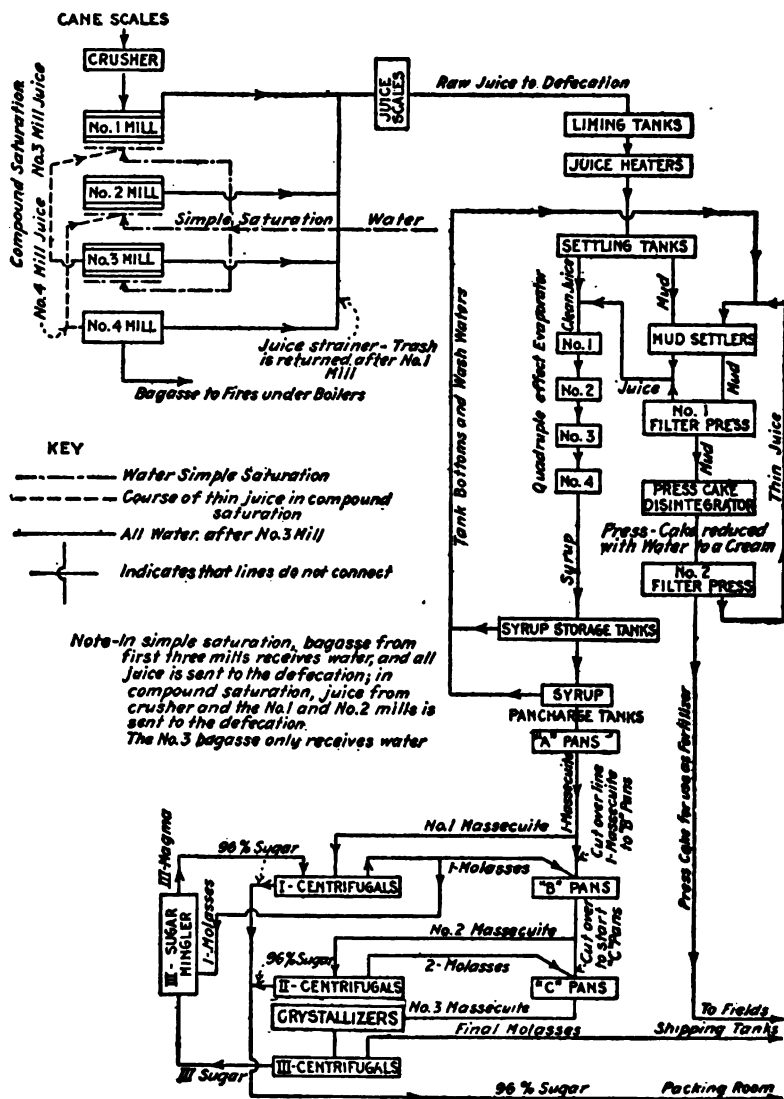 CANE SCALES
CRUSHER
No.1 MILL
No.2 MILL
No.3 MILL
No.4 MILL
Compound Saturation
No.4 Mill Juice No.3 Mill Juice
Simple Saturation Water
JUICE
SCALES
Raw Juice to Defecation
LIMING TANKS
JUICE HEATERS
SETTLING TANKS
Juice strainer - Trash
is returned after No.1
Mill
Bagasse to Fires under Boilers
KEY
Water Simple Saturation
Course of thin juice in compound
saturation
All Water after No.3 Mill
Indicates that lines do not connect
Note-In simple saturation, bagasse from
first three mills receives water, and all
juice is sent to the defecation; in
compound saturation, juice from
crusher and the No.1 and No.2 mills is
sent to the defecation.
The No.3 bagasse only receives water
Tank Bottoms and Wash Waters
Quadruple effect Evaporator
Clean Juice
No.1
No.2
No.3
No.4
Syrup
Mud
MUD SETTLERS
Juice
Mud
No.1
FILTER PRESS
Mud
PRESS CAKE
DISINTEGRATOR
Press-Cake reduced
with Water to a Cream
No.2
FILTER PRESS
Thin Juice
SYRUP STORAGE TANKS
SYRUP
PAN CHARGE TANKS
"A" PANS
1-Massecuite
Cut over line
1-Massecuite
to "B" Pans
Press Cake for use as Fertilizer
No.1 Massecuite
96% Sugar
III-Magma
I-CENTRIFUGALS
1-Molasses
"B" PANS
III-SUGAR
MINGLER
1-Molasses
No.2 Massecuite
Cut over
to start
"C" Pans
96% Sugar
2-Molasses
II-CENTRIFUGALS
"C" PANS
CRYSTALLIZERS
No.3 Massecuite
To Fields
Final Molasses
Shipping Tanks
III Sugar
III-CENTRIFUGALS
96 % Sugar
Packing Room